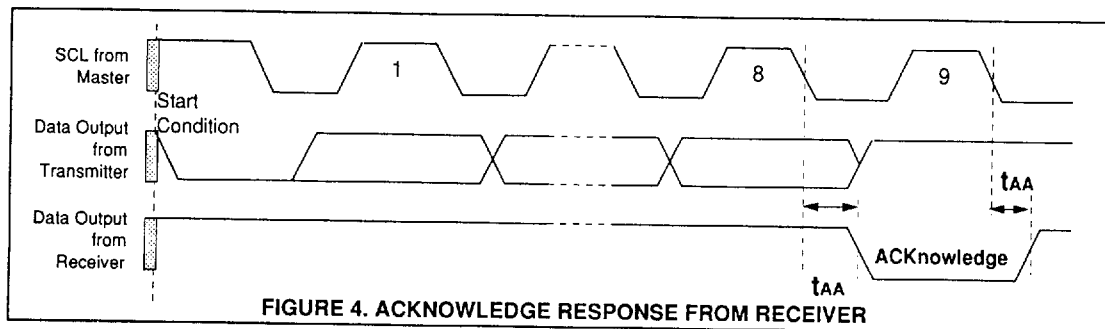 SCL from
Master
1
8
9
Start
Condition
Data Output
from
Transmitter
tAA
Data Output
from
Receiver
ACKnowledge
tAA
FIGURE 4. ACKNOWLEDGE RESPONSE FROM RECEIVER